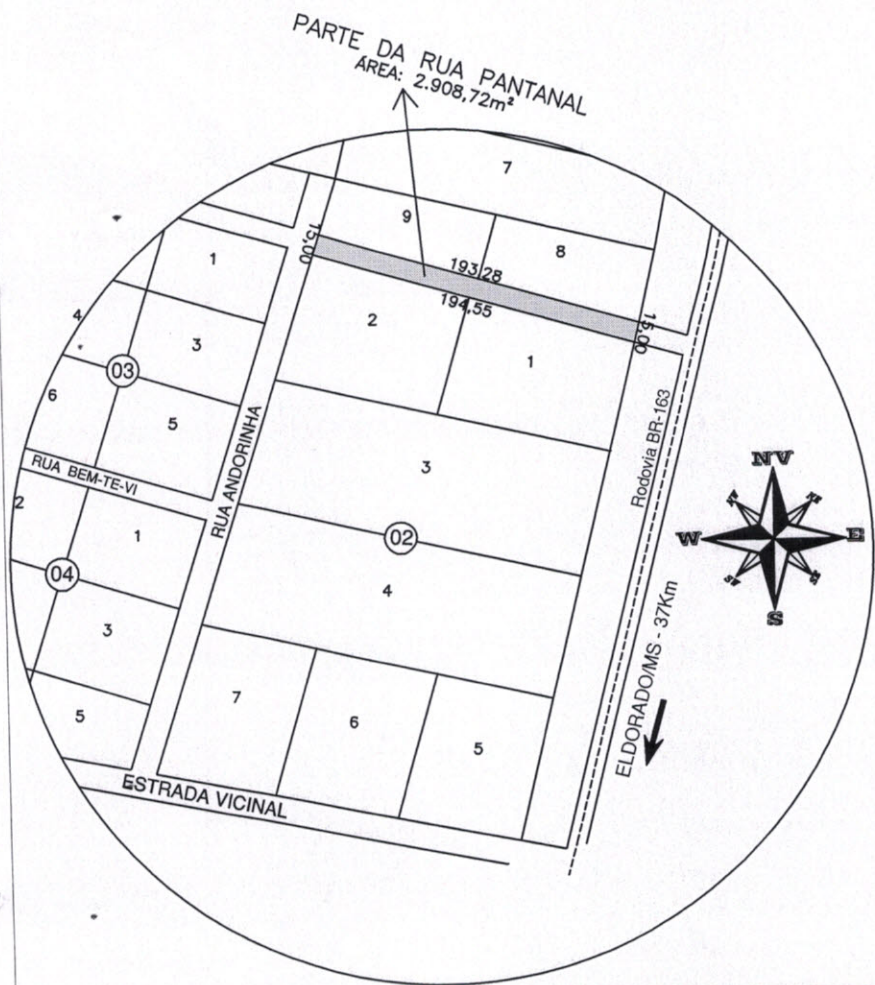 PARTE DA RUA PANTANAL
ÁREA: 2.908,72m²
7
9
8
15,00
193,28
194,55
15,00
1
2
1
4
3
3
03
6
5
RUA BEM-TE-VI
RUA ANDORINHA
Rodovia BR-163
02
2
1
4
04
3
5
7
6
5
ESTRADA VICINAL
ELDORADO/MS - 37Km
NV
W
E
S